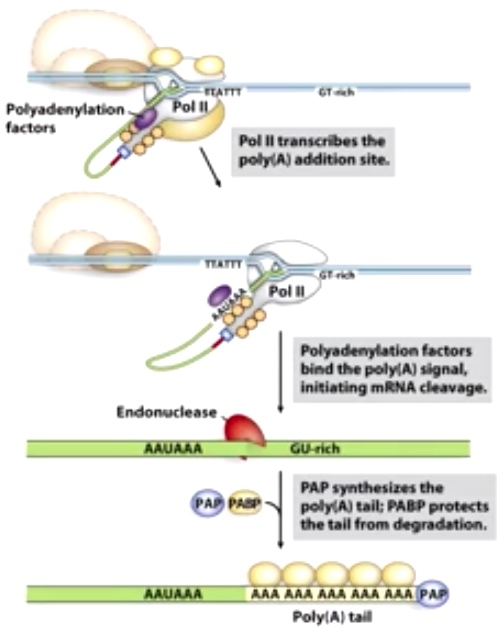 TTATTT
GT-rich
Pol II
Polyadenylation
factors
Pol II transcribes the
poly(A) addition site.
TTATTT
GT-rich
Pol II
AAUAAA
Polyadenylation factors
bind the poly(A) signal,
initiating mRNA cleavage.
Endonuclease
AAUAAA GU-rich
PAP PABP
PAP synthesizes the
poly(A) tail; PABP protects
the tail from degradation.
AAUAAA AAA AAA AAA AAA AAA PAP
Poly(A) tail